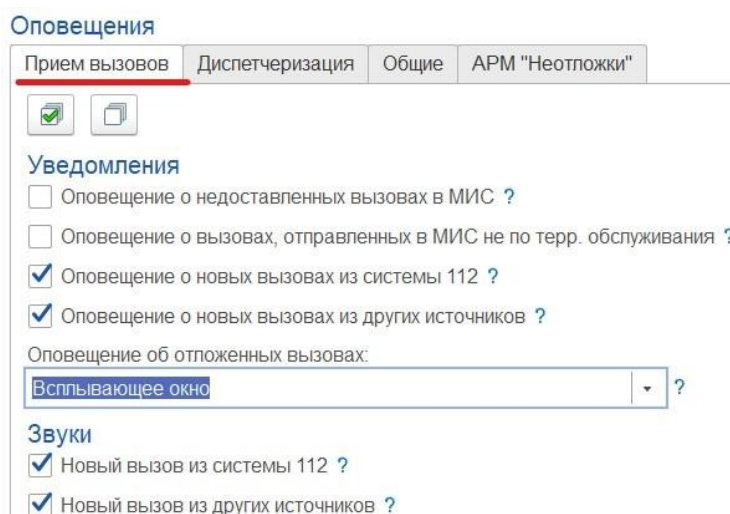 Оповещения
Прием вызовов Диспетчеризация Общие АРМ "Неотложки"
Уведомления
Оповещение о недоставленных вызовах в МИС ?
Оповещение о вызовах, отправленных в МИС не по терр. обслуживания ?
Оповещение о новых вызовах из системы 112 ?
Оповещение о новых вызовах из других источников ?
Оповещение об отложенных вызовах:
Всплывающее окно ?
Звуки
Новый вызов из системы 112 ?
Новый вызов из других источников ?